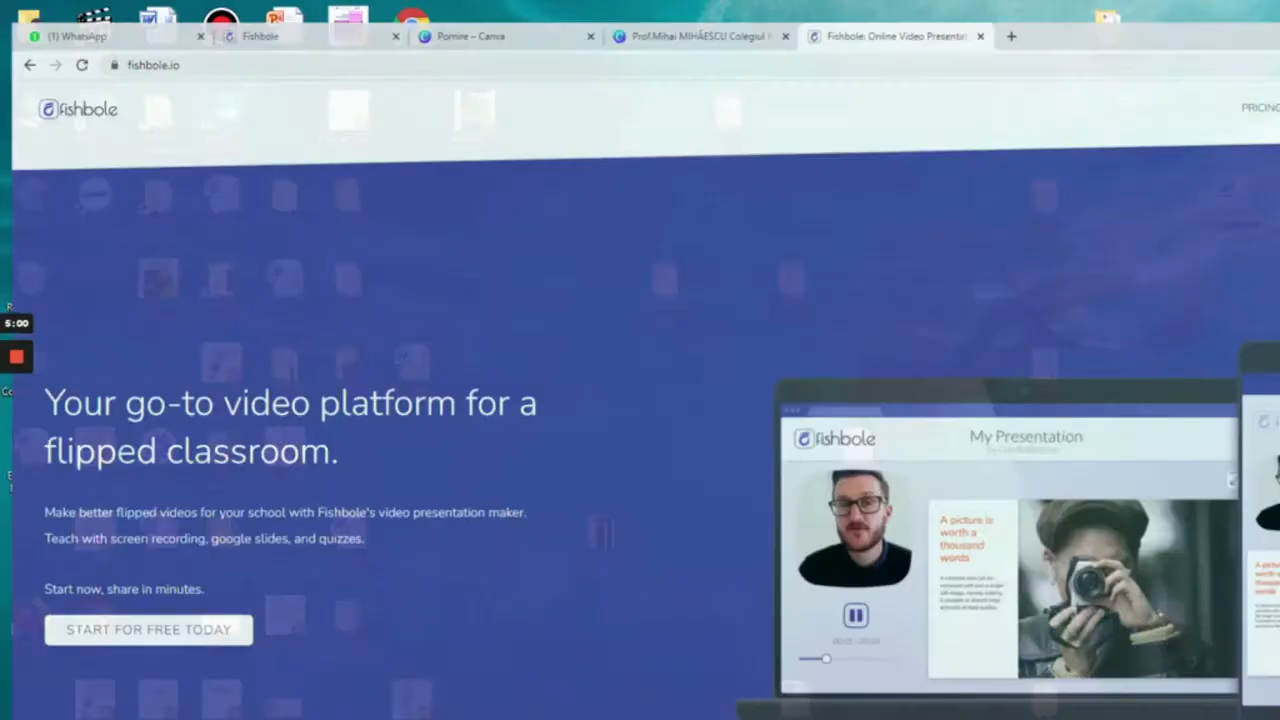 (1) WhatsApp
Fishbole
Pornire – Canva
Prof.Mihai MIHĂESCU Colegiul
Fishbole: Online Video Presentat
fishbole.io
fishbole
PRICING
5:00
Your go-to video platform for a
flipped classroom.
Make better flipped videos for your school with Fishbole's video presentation maker.
Teach with screen recording, google slides, and quizzes.
Start now, share in minutes.
START FOR FREE TODAY
fishbole
My Presentation
A picture is
worth a
thousand
words